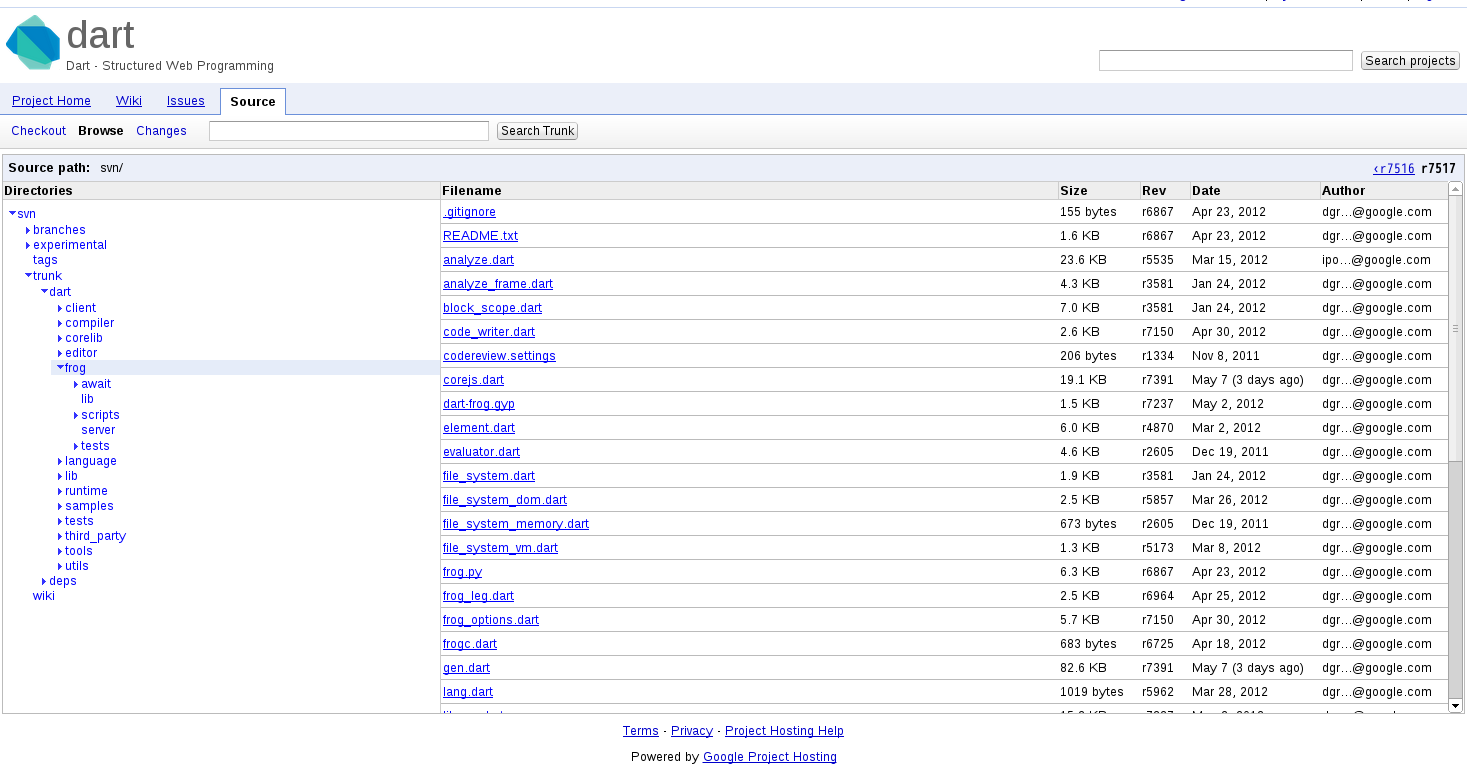 dart
Dart - Structured Web Programming
Search projects
Project Home Wiki Issues Source
Checkout Browse Changes Search Trunk
Source path: svn/ ‹r7516 r7517
Directories Filename Size Rev Date Author
svn
branches
experimental
tags
trunk
dart
client
compiler
corelib
editor
frog
await
lib
scripts
server
tests
language
lib
runtime
samples
tests
third_party
tools
utils
deps
wiki
.gitignore 155 bytes r6867 Apr 23, 2012 dgr...@google.com
README.txt 1.6 KB r6867 Apr 23, 2012 dgr...@google.com
analyze.dart 23.6 KB r5535 Mar 15, 2012 ipo...@google.com
analyze_frame.dart 4.3 KB r3581 Jan 24, 2012 dgr...@google.com
block_scope.dart 7.0 KB r3581 Jan 24, 2012 dgr...@google.com
code_writer.dart 2.6 KB r7150 Apr 30, 2012 dgr...@google.com
codereview.settings 206 bytes r1334 Nov 8, 2011 dgr...@google.com
corejs.dart 19.1 KB r7391 May 7 (3 days ago) dgr...@google.com
dart-frog.gyp 1.5 KB r7237 May 2, 2012 dgr...@google.com
element.dart 6.0 KB r4870 Mar 2, 2012 dgr...@google.com
evaluator.dart 4.6 KB r2605 Dec 19, 2011 dgr...@google.com
file_system.dart 1.9 KB r3581 Jan 24, 2012 dgr...@google.com
file_system_dom.dart 2.5 KB r5857 Mar 26, 2012 dgr...@google.com
file_system_memory.dart 673 bytes r2605 Dec 19, 2011 dgr...@google.com
file_system_vm.dart 1.3 KB r5173 Mar 8, 2012 dgr...@google.com
frog.py 6.3 KB r6867 Apr 23, 2012 dgr...@google.com
frog_leg.dart 2.5 KB r6964 Apr 25, 2012 dgr...@google.com
frog_options.dart 5.7 KB r7150 Apr 30, 2012 dgr...@google.com
frogc.dart 683 bytes r6725 Apr 18, 2012 dgr...@google.com
gen.dart 82.6 KB r7391 May 7 (3 days ago) dgr...@google.com
lang.dart 1019 bytes r5962 Mar 28, 2012 dgr...@google.com
Terms - Privacy - Project Hosting Help
Powered by Google Project Hosting